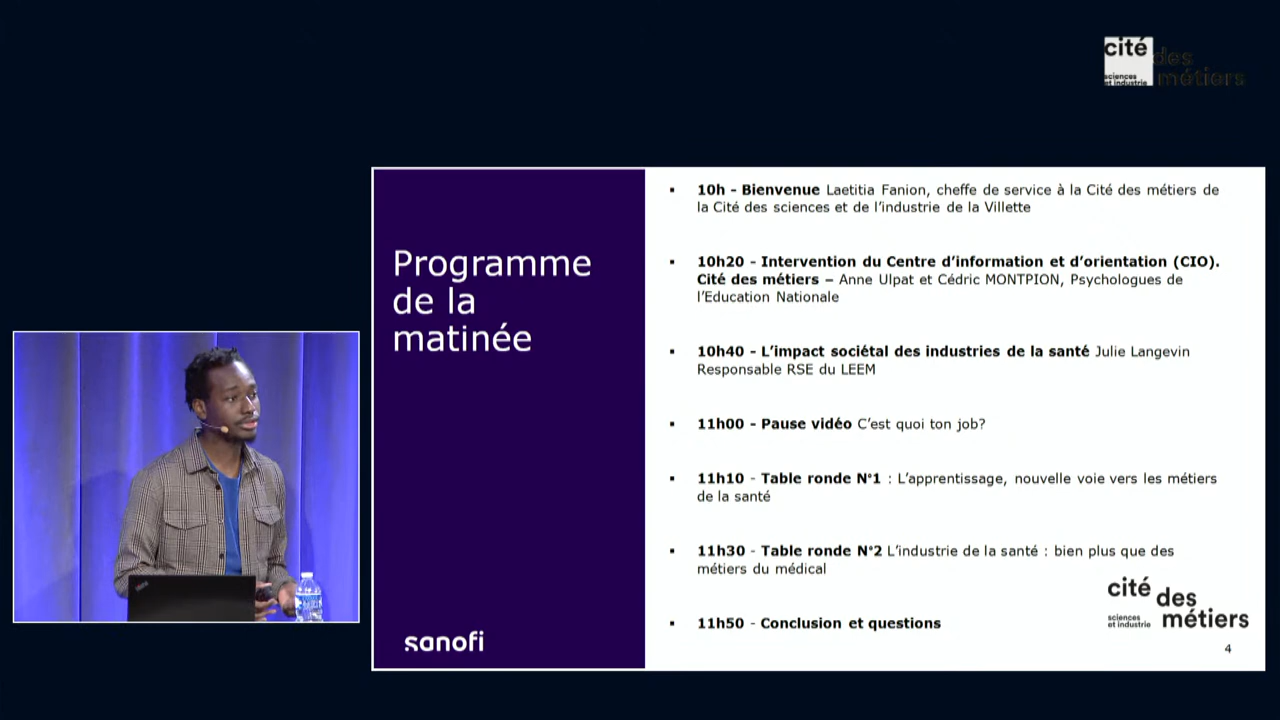 cité
des
sciences
et industrie
métiers
Programme
de la
matinée
sanofi
▪ 10h - Bienvenue Laetitia Fanion, cheffe de service à la Cité des métiers de
la Cité des sciences et de l’industrie de la Villette
▪ 10h20 - Intervention du Centre d’information et d’orientation (CIO).
Cité des métiers – Anne Ulpat et Cédric MONTPION, Psychologues de
l’Education Nationale
▪ 10h40 - L’impact sociétal des industries de la santé Julie Langevin
Responsable RSE du LEEM
▪ 11h00 - Pause vidéo C’est quoi ton job?
▪ 11h10 - Table ronde N°1 : L’apprentissage, nouvelle voie vers les métiers
de la santé
▪ 11h30 - Table ronde N°2 L’industrie de la santé : bien plus que des
métiers du médical
▪ 11h50 - Conclusion et questions
cité
des
sciences
et industrie
métiers
4